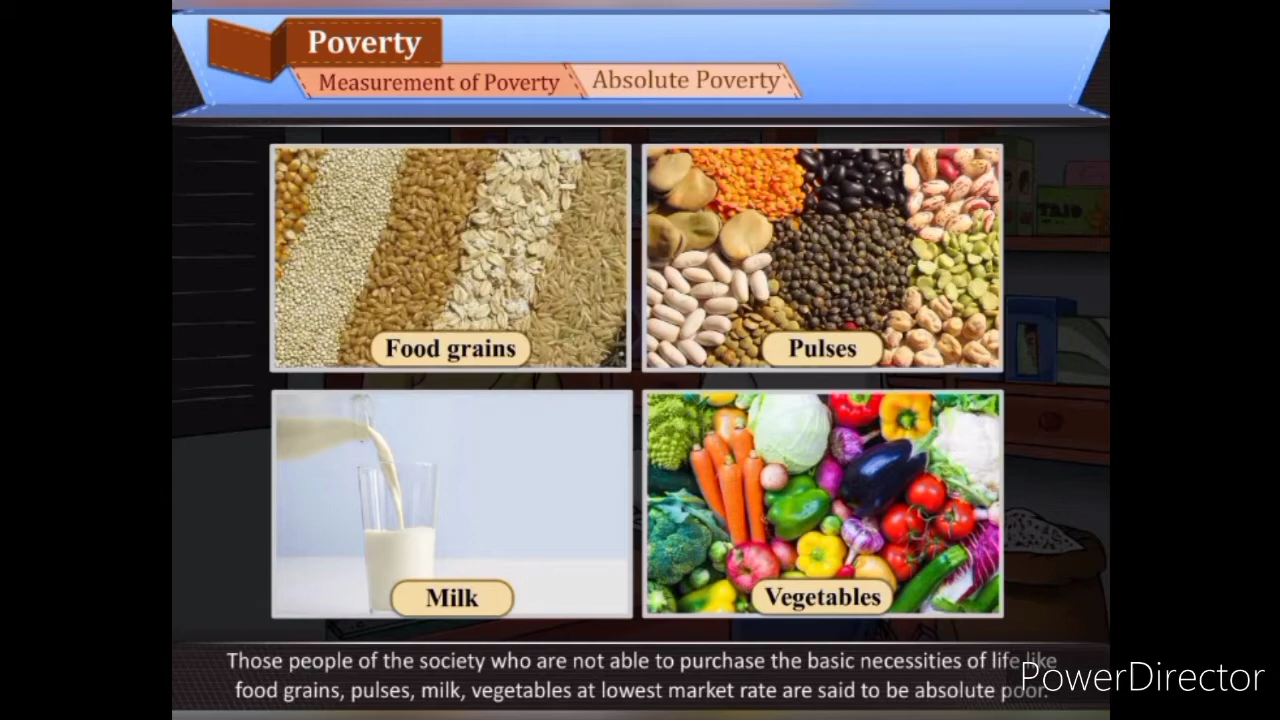 Poverty
Measurement of Poverty
Absolute Poverty
TRIO
Food grains
Pulses
Milk
Vegetables
Those people of the society who are not able to purchase the basic necessities of life like
food grains, pulses, milk, vegetables at lowest market rate are said to be absolute poor.
PowerDirector